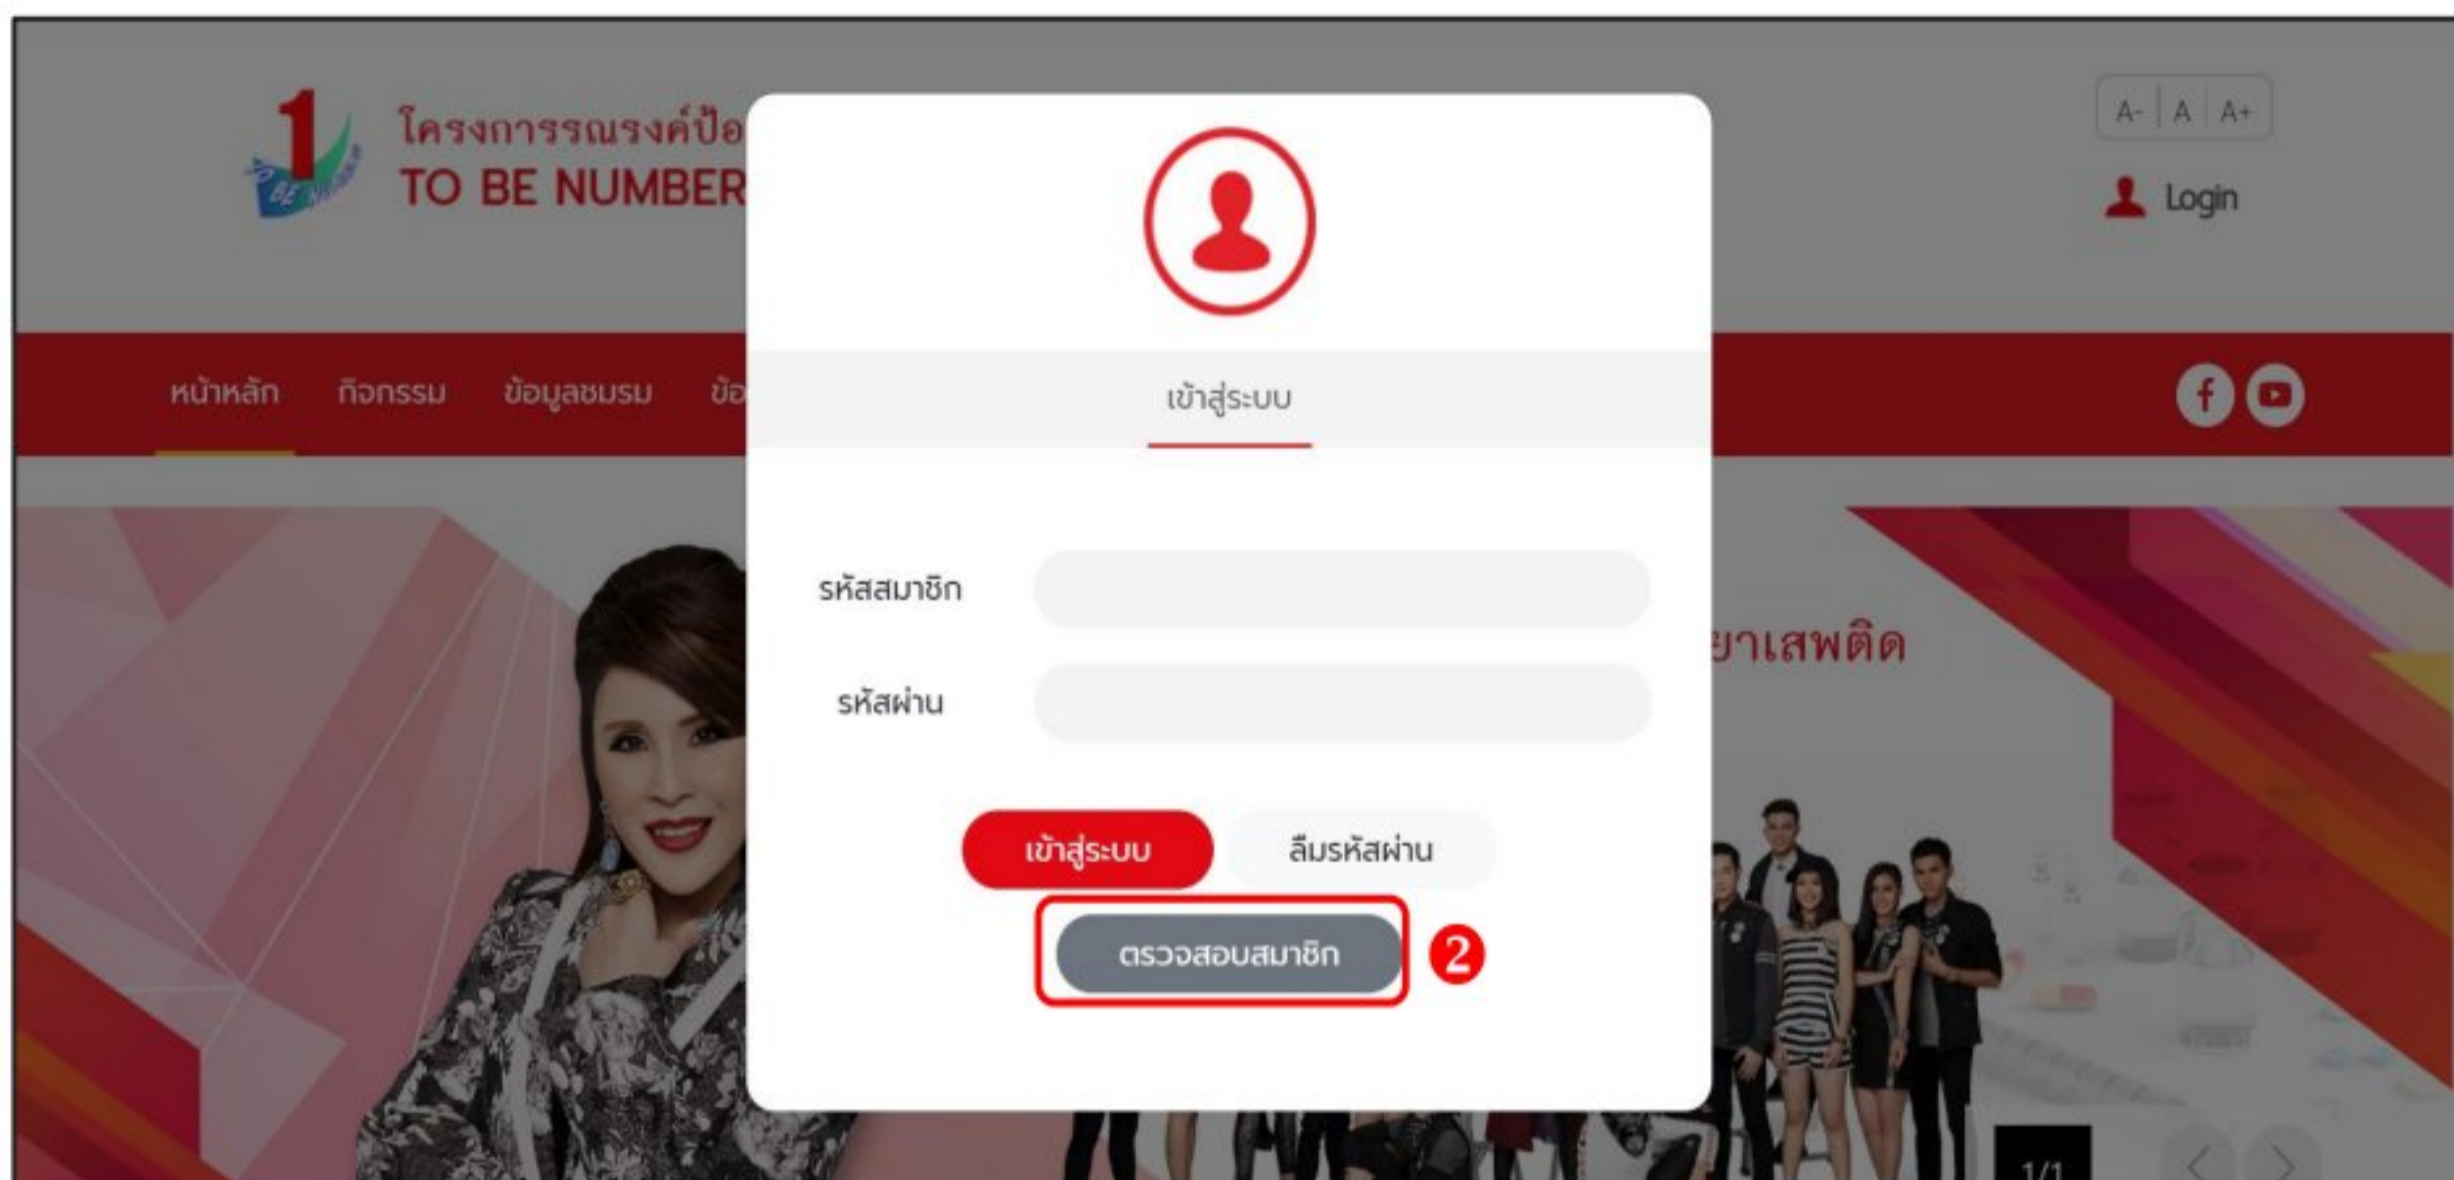 โครงการรณรงค์ป้อ
TO BE NUMBER
A- A A+
Login
หน้าหลัก กิจกรรม ข้อมูลชมรม ข้อ
เข้าสู่ระบบ
รหัสสมาชิก
ยาเสพติด
รหัสผ่าน
เข้าสู่ระบบ ลืมรหัสผ่าน
ตรวจสอบสมาชิก 2
1/1